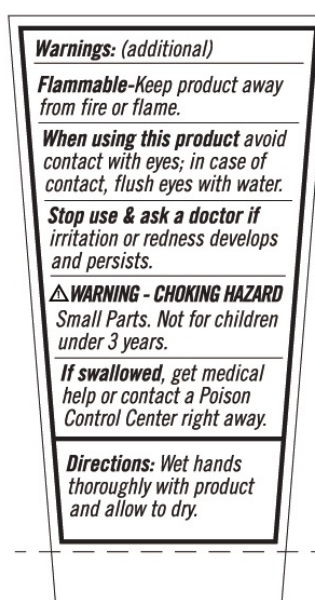 Warnings: (additional)
Flammable-Keep product away
from fire or flame.
When using this product avoid
contact with eyes; in case of
contact, flush eyes with water.
Stop use & ask a doctor if
irritation or redness develops
and persists.
⚠WARNING - CHOKING HAZARD
Small Parts. Not for children
under 3 years.
If swallowed, get medical
help or contact a Poison
Control Center right away.
Directions: Wet hands
thoroughly with product
and allow to dry.